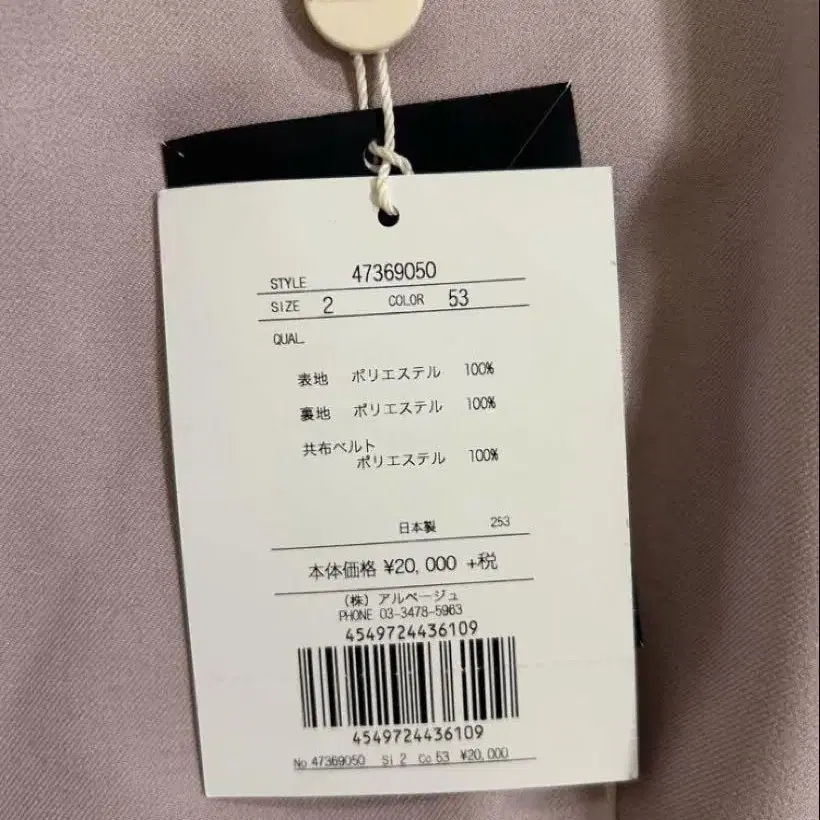 STYLE 47369050
SIZE 2 COLOR 53
QUAL.
表地 ポリエステル 100%
裏地 ポリエステル 100%
共布ベルト
ポリエステル 100%
日本製 253
本体価格 ¥20,000 +税
(株) アルページュ
PHONE 03-3478-5963
4549724436109
4549724436109
No 47369050 Si 2 Co 53 ¥20,000